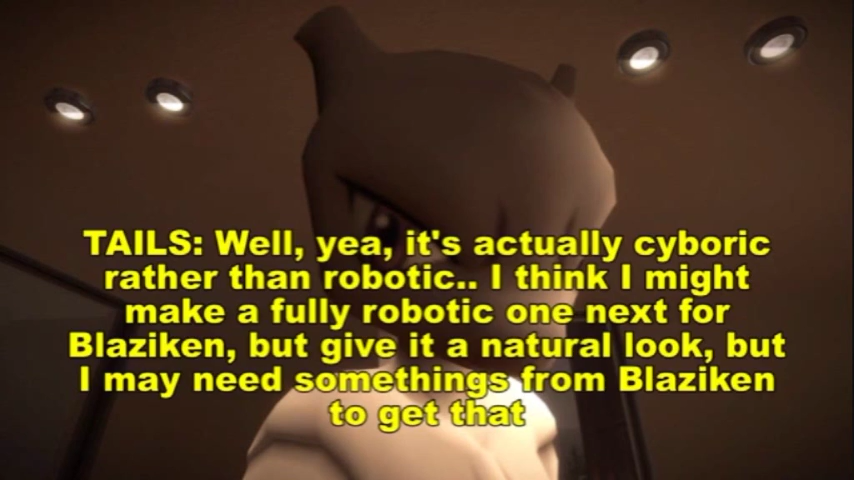 TAILS: Well, yea, it's actually cyboric
rather than robotic.. I think I might
make a fully robotic one next for
Blaziken, but give it a natural look, but
I may need somethings from Blaziken
to get that